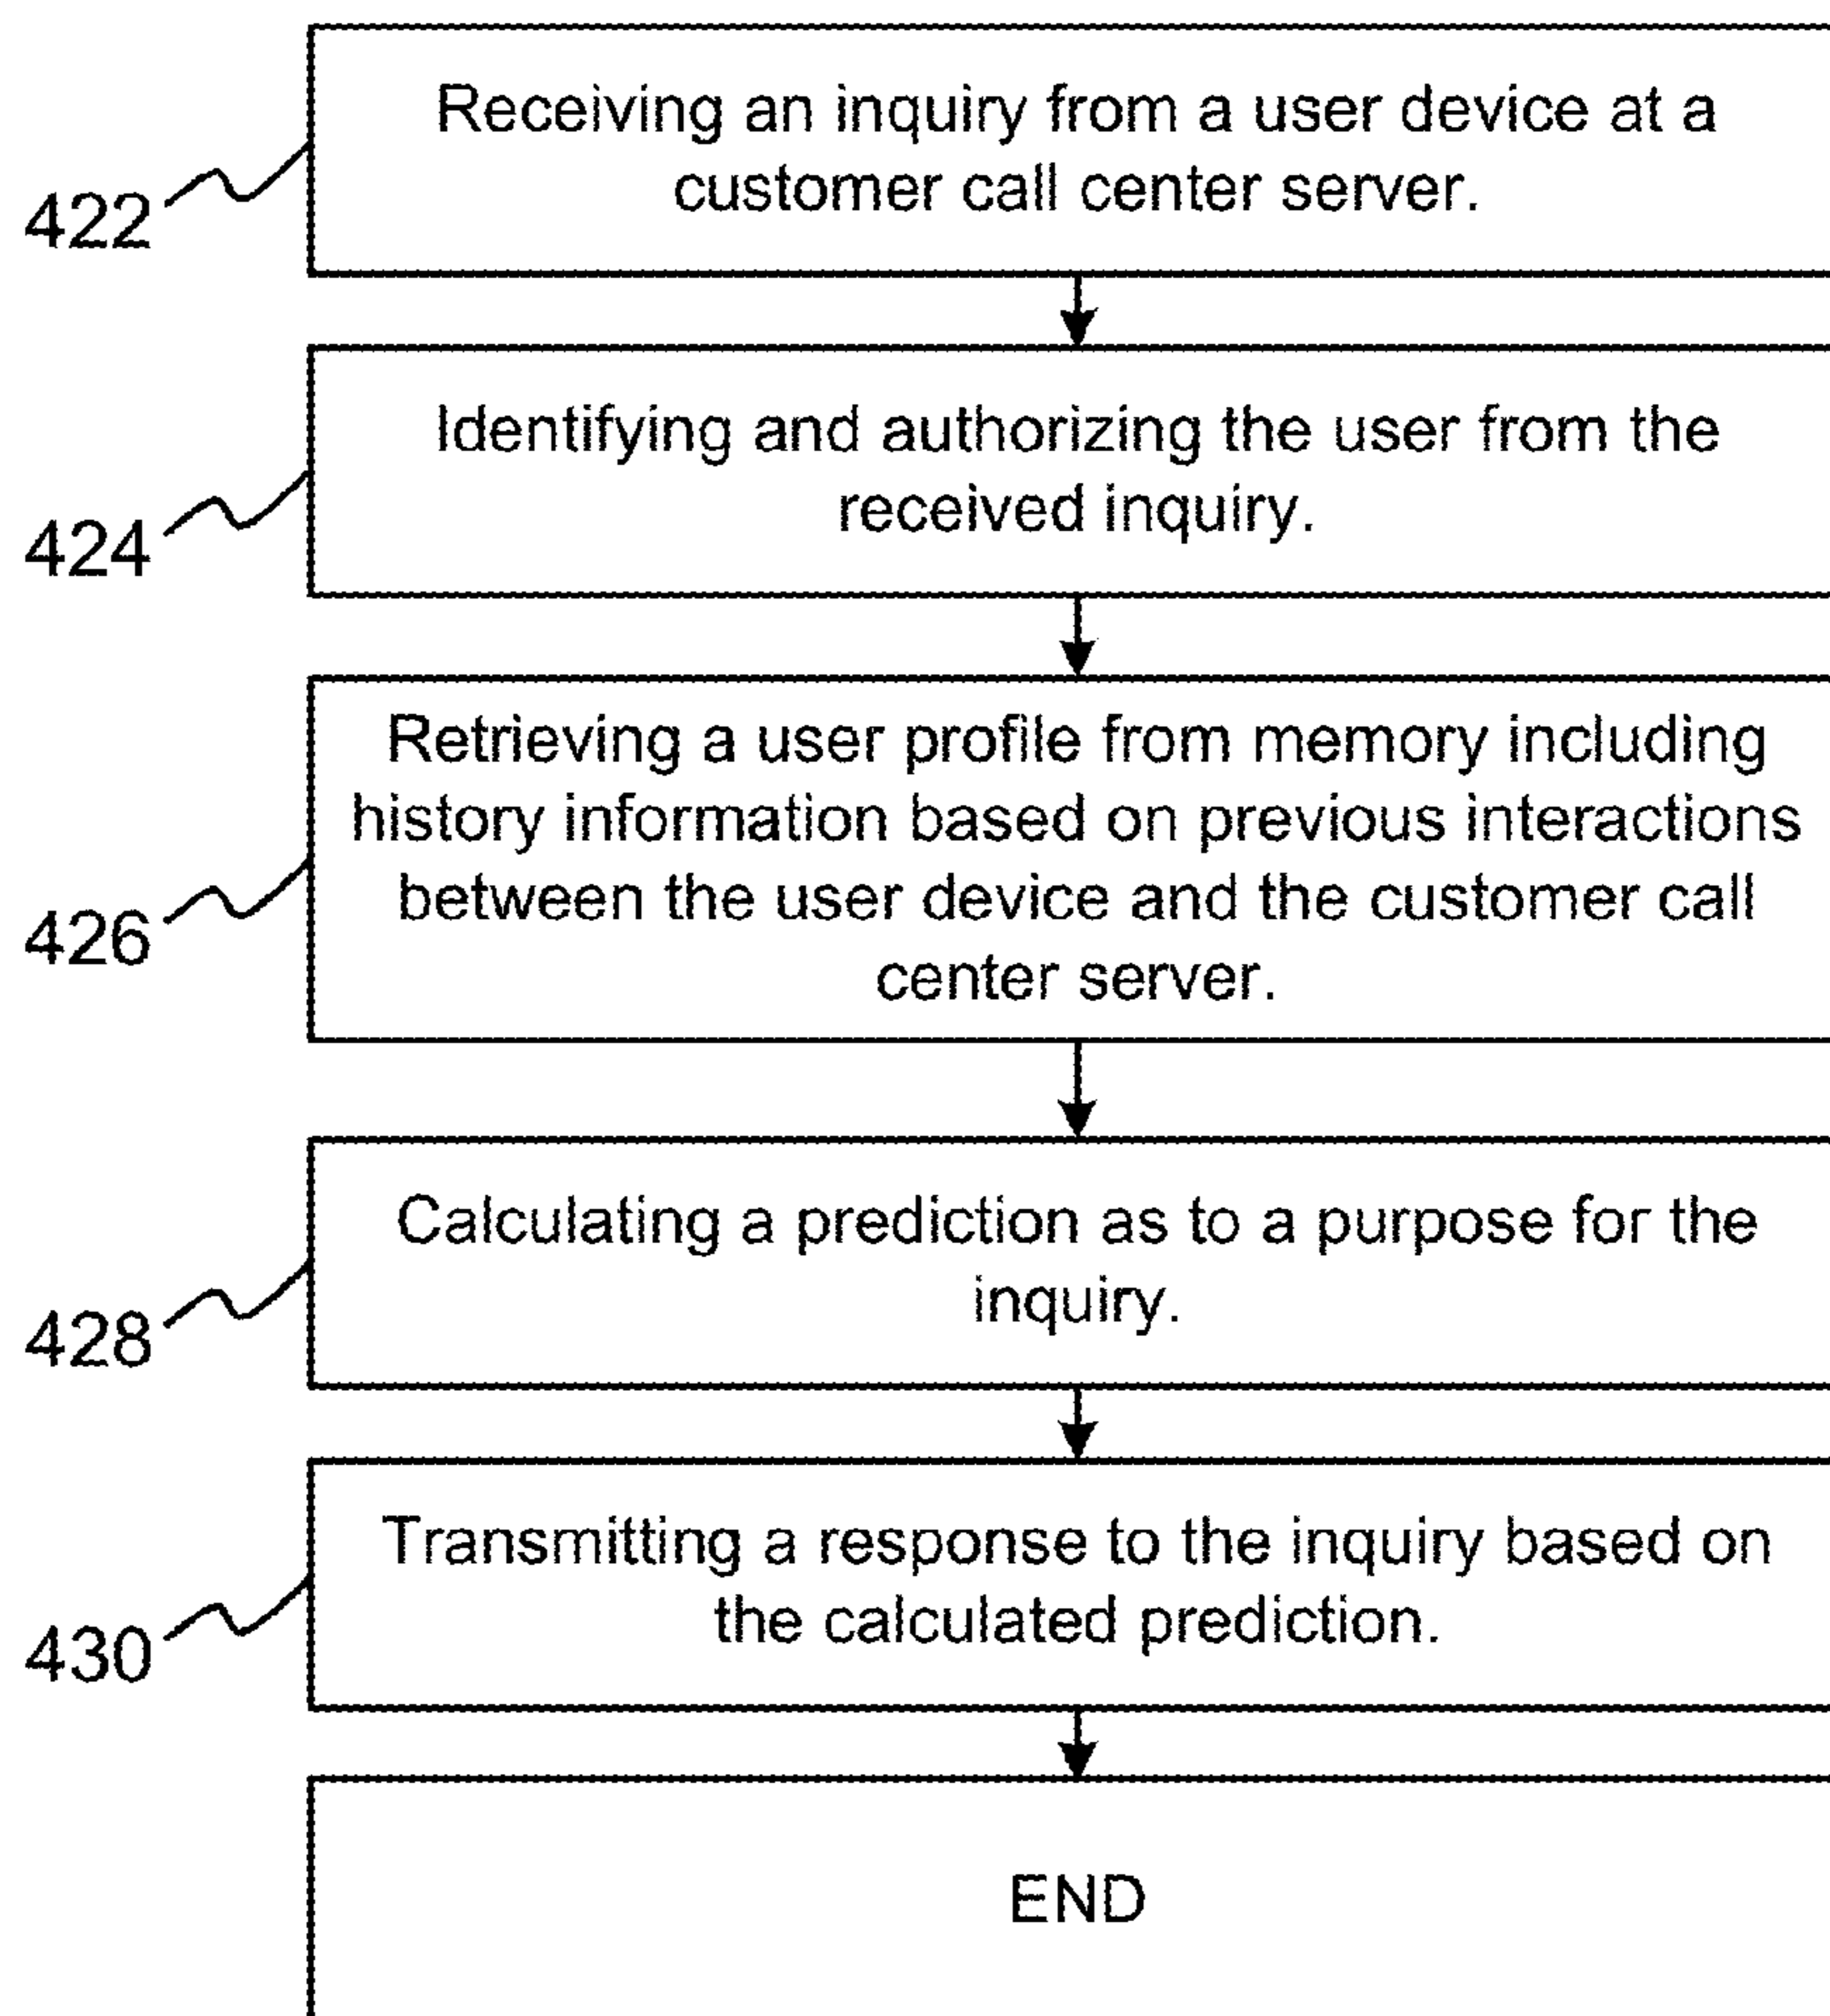 Receiving an inquiry from a user device at a
customer call center server.
422
Identifying and authorizing the user from the
received inquiry.
424
Retrieving a user profile from memory including
history information based on previous interactions
between the user device and the customer call
center server.
426
Calculating a prediction as to a purpose for the
inquiry.
428
Transmitting a response to the inquiry based on
the calculated prediction.
430
END